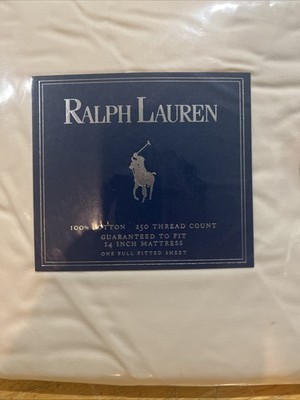 RALPH LAUREN
100% COTTON 250 THREAD COUNT
GUARANTEED TO FIT
14 INCH MATTRESS
ONE FULL FITTED SHEET